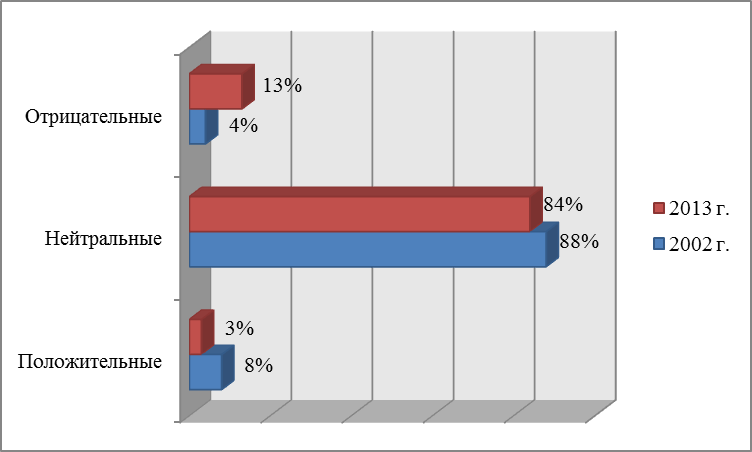 Отрицательные
13%
4%
Нейтральные
84%
88%
Положительные
3%
8%
2013 г.
2002 г.